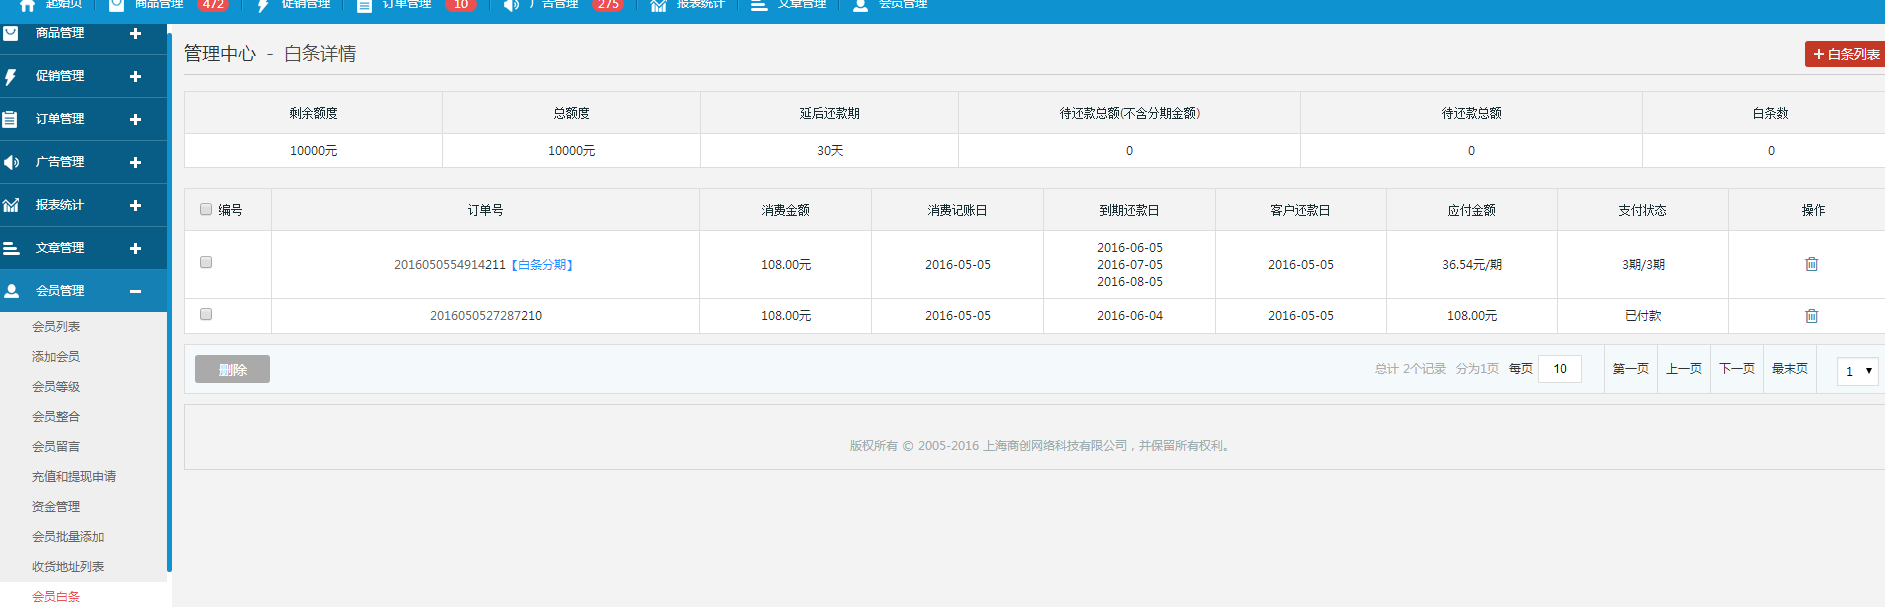 起始页 商品管理 472 促销管理 订单管理 10 广告管理 275 报表统计 文章管理 会员管理
商品管理
促销管理
订单管理
广告管理
报表统计
文章管理
会员管理
会员列表
添加会员
会员等级
会员整合
会员留言
充值和提现申请
资金管理
会员批量添加
收货地址列表
会员白条
管理中心 - 白条详情
+ 白条列表
剩余额度 总额度 延后还款期 待还款总额(不含分期金额) 待还款总额 白条数
10000元 10000元 30天 0 0 0
编号 订单号 消费金额 消费记账日 到期还款日 客户还款日 应付金额 支付状态 操作
2016050554914211【白条分期】 108.00元 2016-05-05 2016-06-05 2016-07-05 2016-08-05 2016-05-05 36.54元/期 3期/3期
2016050527287210 108.00元 2016-05-05 2016-06-04 2016-05-05 108.00元 已付款
删除 总计 2个记录 分为1页 每页 10 第一页 上一页 下一页 最末页 1
版权所有 © 2005-2016 上海商创网络科技有限公司，并保留所有权利。